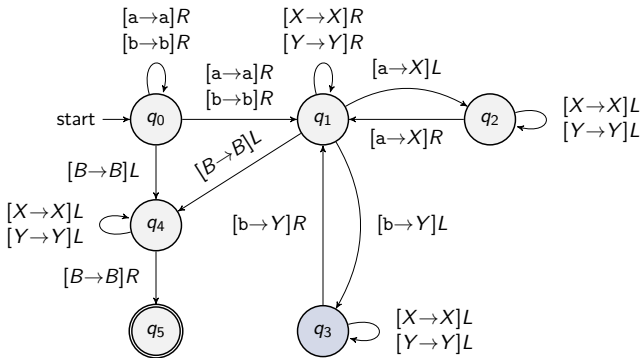 [a→a]R
[b→b]R
[X→X]R
[Y→Y]R
[a→a]R
[b→b]R
[a→X]L
start
q0
q1
q2
[X→X]L
[Y→Y]L
[a→X]R
[B→B]L
[B→B]L
[X→X]L
[Y→Y]L
q4
[b→Y]R
[b→Y]L
[B→B]R
q5
q3
[X→X]L
[Y→Y]L